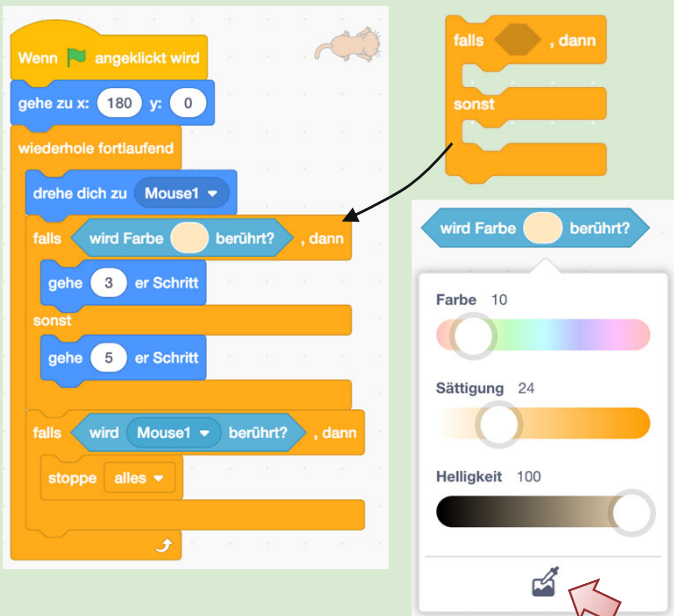 Wenn angeklickt wird
gehe zu x: 180 y: 0
wiederhole fortlaufend
drehe dich zu Mouse1
falls wird Farbe berührt? , dann
gehe 3 er Schritt
sonst
gehe 5 er Schritt
falls wird Mouse1 berührt? , dann
stoppe alles
falls , dann
sonst
wird Farbe berührt?
Farbe 10
Sättigung 24
Helligkeit 100